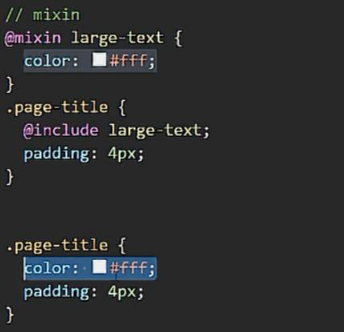 // mixin
@mixin large-text {
color: #fff;
}
.page-title {
@include large-text;
padding: 4px;
}
.page-title {
color: #fff;
padding: 4px;
}